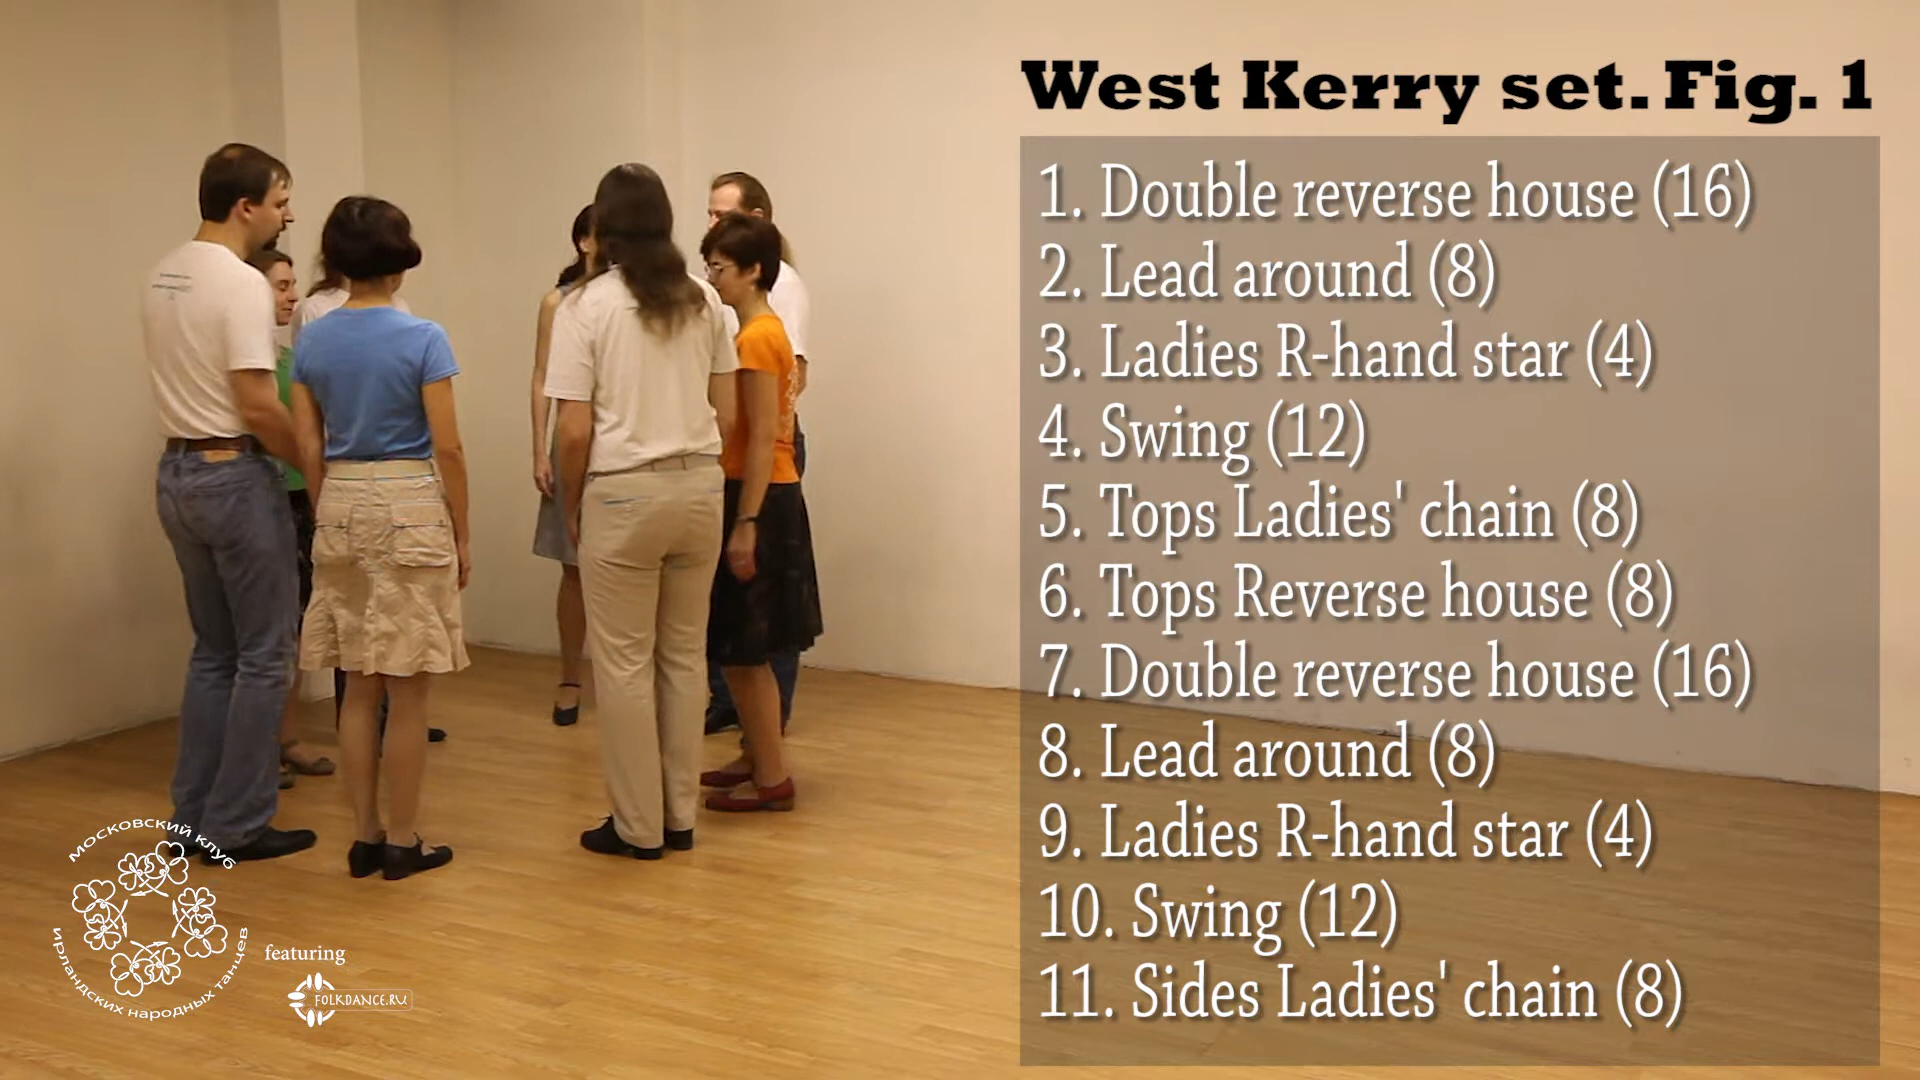 West Kerry set. Fig. 1
1. Double reverse house (16)
2. Lead around (8)
3. Ladies R-hand star (4)
4. Swing (12)
5. Tops Ladies' chain (8)
6. Tops Reverse house (8)
7. Double reverse house (16)
8. Lead around (8)
9. Ladies R-hand star (4)
10. Swing (12)
11. Sides Ladies' chain (8)
московский клуб
ирландских народных танцев
featuring
FOLKDANCE.RU